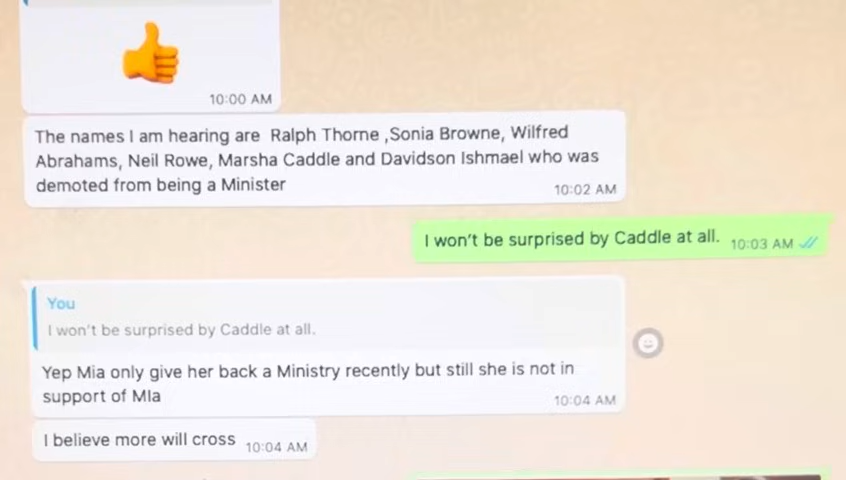 10:00 AM
The names I am hearing are Ralph Thorne ,Sonia Browne, Wilfred
Abrahams, Neil Rowe, Marsha Caddle and Davidson Ishmael who was
demoted from being a Minister
10:02 AM
I won't be surprised by Caddle at all.
10:03 AM
You
I won't be surprised by Caddle at all.
Yep Mia only give her back a Ministry recently but still she is not in
support of MIa
10:04 AM
I believe more will cross
10:04 AM